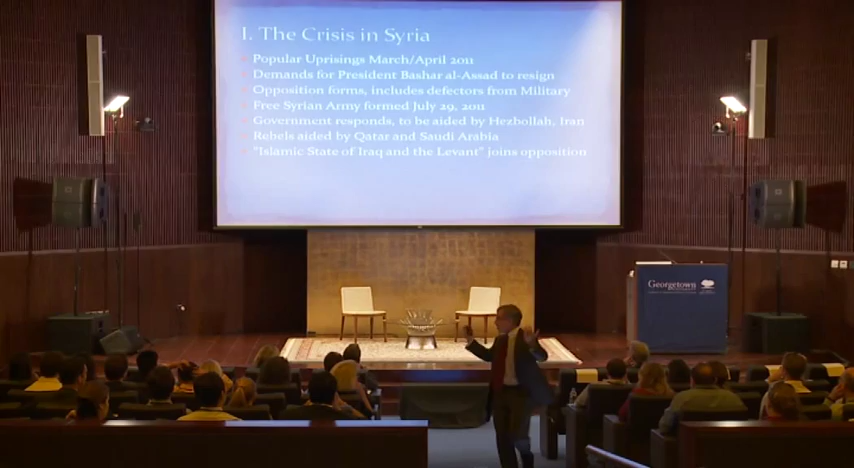 I. The Crisis in Syria
Popular Uprisings March/April 2011
Demands for President Bashar al-Assad to resign
Opposition forms, includes defectors from Military
Free Syrian Army formed July 29, 2011
Government responds, to be aided by Hezbollah, Iran
Rebels aided by Qatar and Saudi Arabia
"Islamic State of Iraq and the Levant" joins opposition
Georgetown